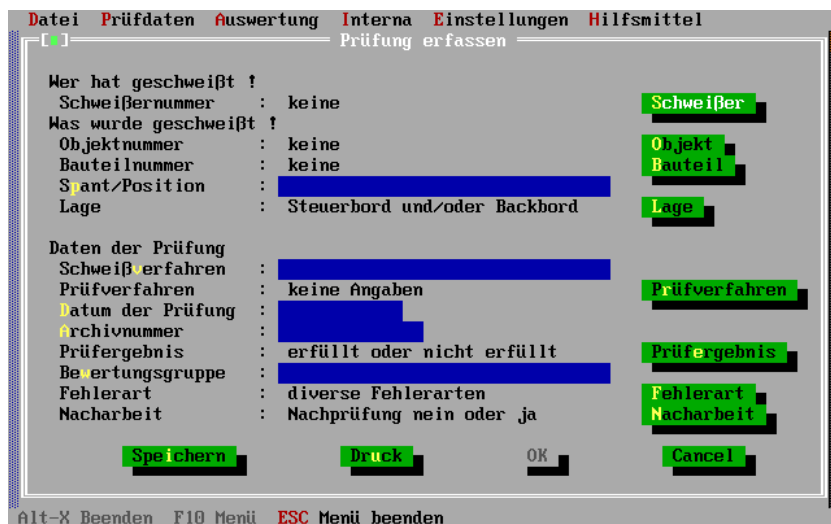 Datei Prüfdaten Auswertung Interna Einstellungen Hilfsmittel
Prüfung erfassen
Wer hat geschweißt !
Schweißernummer : keine Schweißer
Was wurde geschweißt !
Objektnummer : keine Objekt
Bauteilnummer : keine Bauteil
Spant/Position :
Lage : Steuerbord und/oder Backbord Lage
Daten der Prüfung
Schweißverfahren :
Prüfverfahren : keine Angaben Prüfverfahren
Datum der Prüfung :
Archivnummer :
Prüfergebnis : erfüllt oder nicht erfüllt Prüfergebnis
Bewertungsgruppe :
Fehlerart : diverse Fehlerarten Fehlerart
Nacharbeit : Nachprüfung nein oder ja Nacharbeit
Speichern Druck OK Cancel
Alt-X Beenden F10 Menü ESC Menü beenden